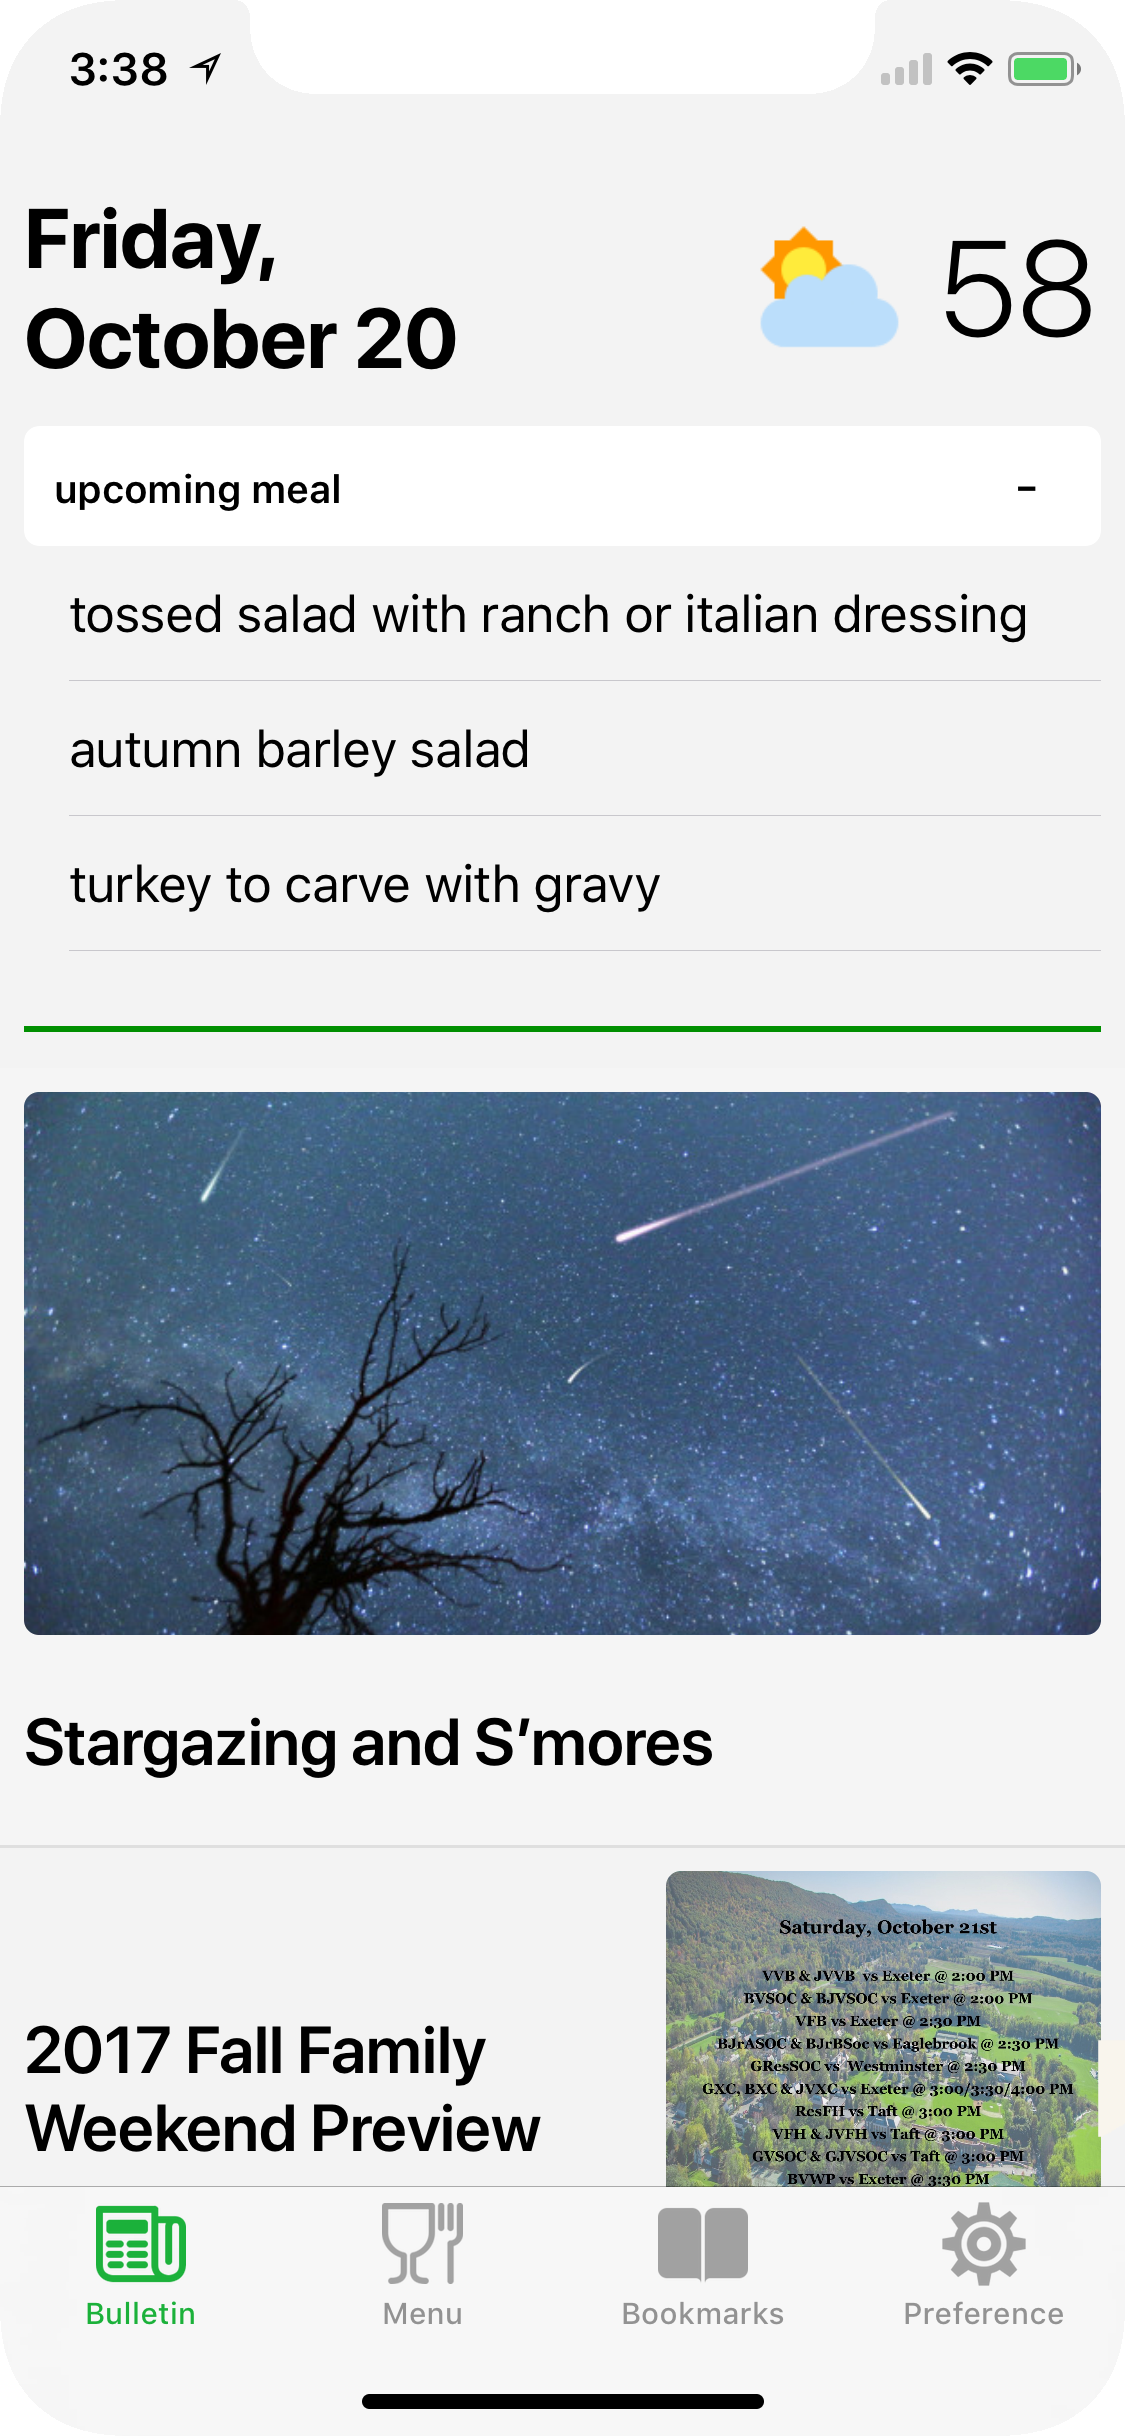 3:38
Friday,
October 20
58
upcoming meal
-
tossed salad with ranch or italian dressing
autumn barley salad
turkey to carve with gravy
Stargazing and S’mores
2017 Fall Family
Weekend Preview
Saturday, October 21st
VVB & JVVB vs Exeter @ 2:00 PM
BVSOC & BJVSOC vs Exeter @ 2:00 PM
VFB vs Exeter @ 2:30 PM
BJrASOC & BJrBSoc vs Eaglebrook @ 2:30 PM
GResSOC vs Westminster @ 2:30 PM
GXC, BXC & JVXC vs Exeter @ 3:00/3:30/4:00 PM
ResFH vs Taft @ 3:00 PM
VFH & JVFH vs Taft @ 3:00 PM
GVSOC & GJVSOC vs Taft @ 3:00 PM
BVWP vs Exeter @ 3:30 PM
Bulletin
Menu
Bookmarks
Preference